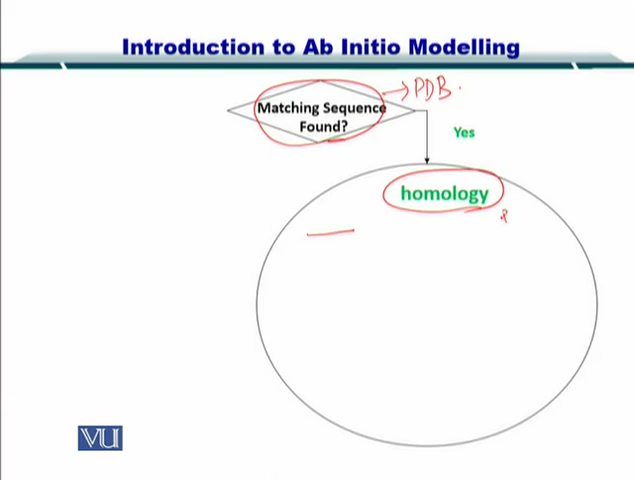 Introduction to Ab Initio Modelling
Matching Sequence
Found?
→ PDB.
Yes
homology
VU